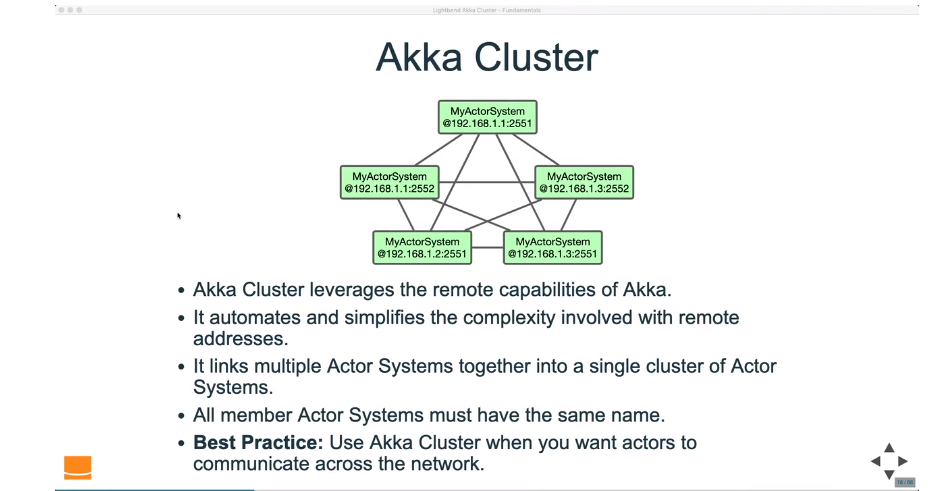 Lightbend Akka Cluster - Fundamentals
Akka Cluster
MyActorSystem
@192.168.1.1:2551
MyActorSystem
@192.168.1.1:2552
MyActorSystem
@192.168.1.3:2552
MyActorSystem
@192.168.1.2:2551
MyActorSystem
@192.168.1.3:2551
• Akka Cluster leverages the remote capabilities of Akka.
• It automates and simplifies the complexity involved with remote
addresses.
• It links multiple Actor Systems together into a single cluster of Actor
Systems.
• All member Actor Systems must have the same name.
• Best Practice: Use Akka Cluster when you want actors to
communicate across the network.